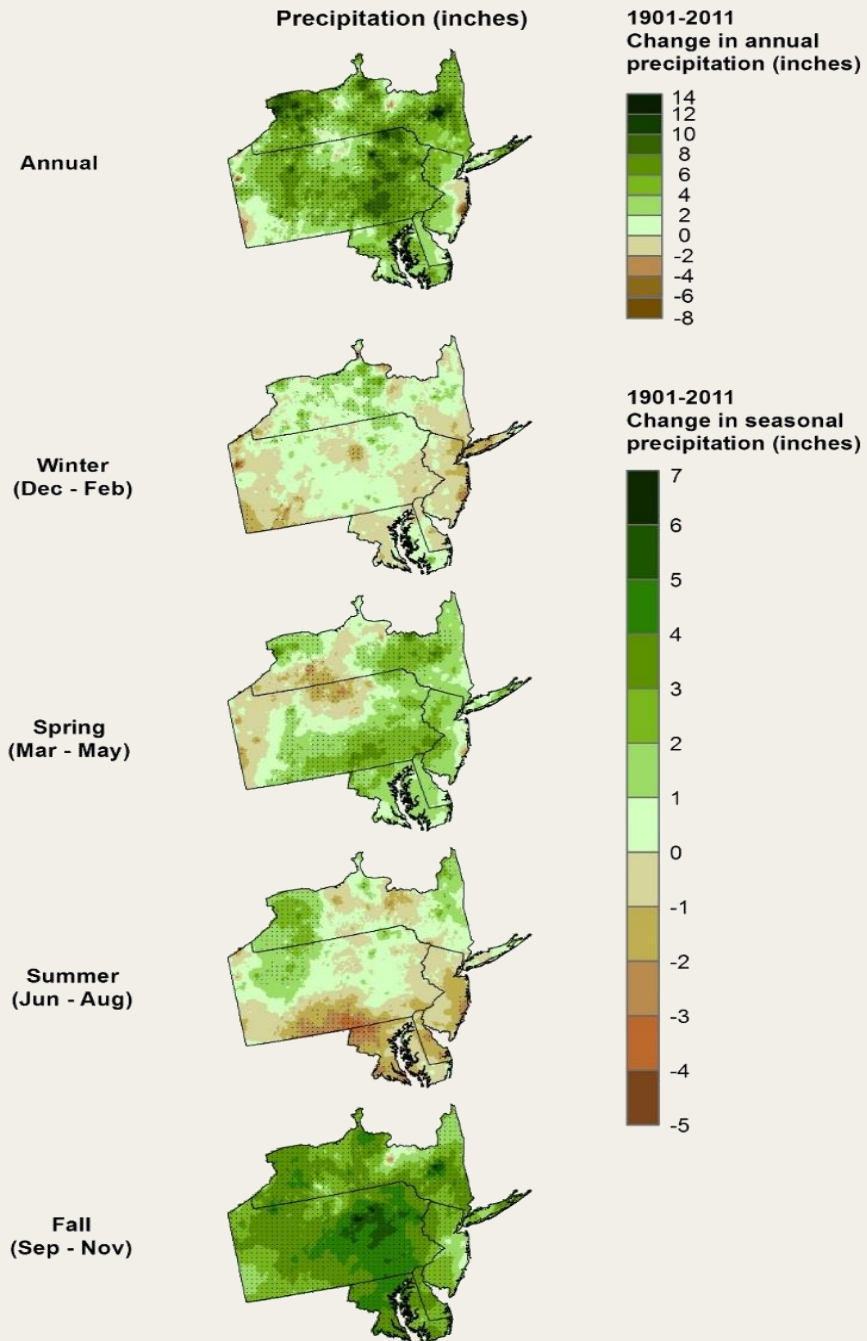 Precipitation (inches)
1901-2011
Change in annual
precipitation (inches)
14
12
10
8
6
4
2
0
-2
-4
-6
-8
Annual
1901-2011
Change in seasonal
precipitation (inches)
7
6
5
4
3
2
1
0
-1
-2
-3
-4
-5
Winter
(Dec - Feb)
Spring
(Mar - May)
Summer
(Jun - Aug)
Fall
(Sep - Nov)